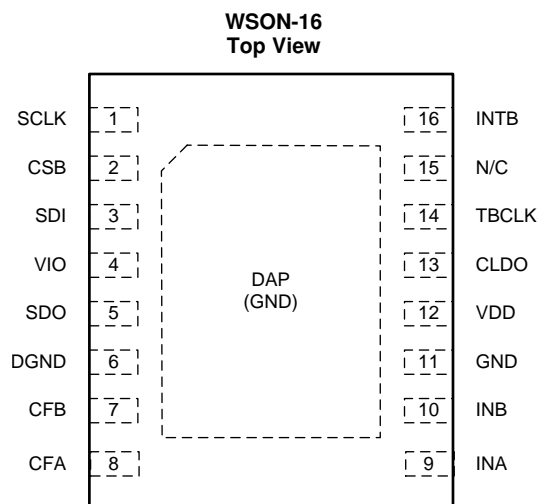 WSON-16
Top View
SCLK 1
16 INTB
CSB 2
15 N/C
SDI 3
14 TBCLK
VIO 4
13 CLDO
DAP
(GND)
SDO 5
12 VDD
DGND 6
11 GND
CFB 7
10 INB
CFA 8
9 INA